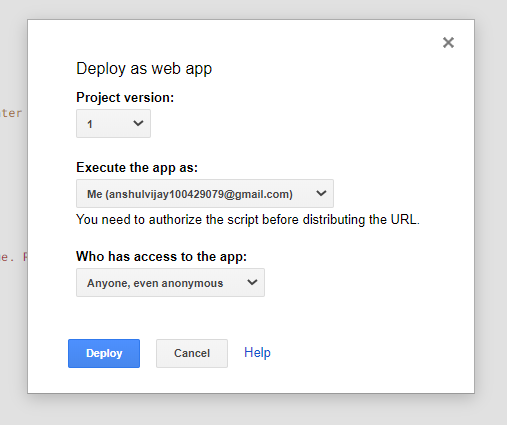 Deploy as web app
Project version:
1
Execute the app as:
Me (anshulvijay100429079@gmail.com)
You need to authorize the script before distributing the URL.
Who has access to the app:
Anyone, even anonymous
Deploy Cancel Help